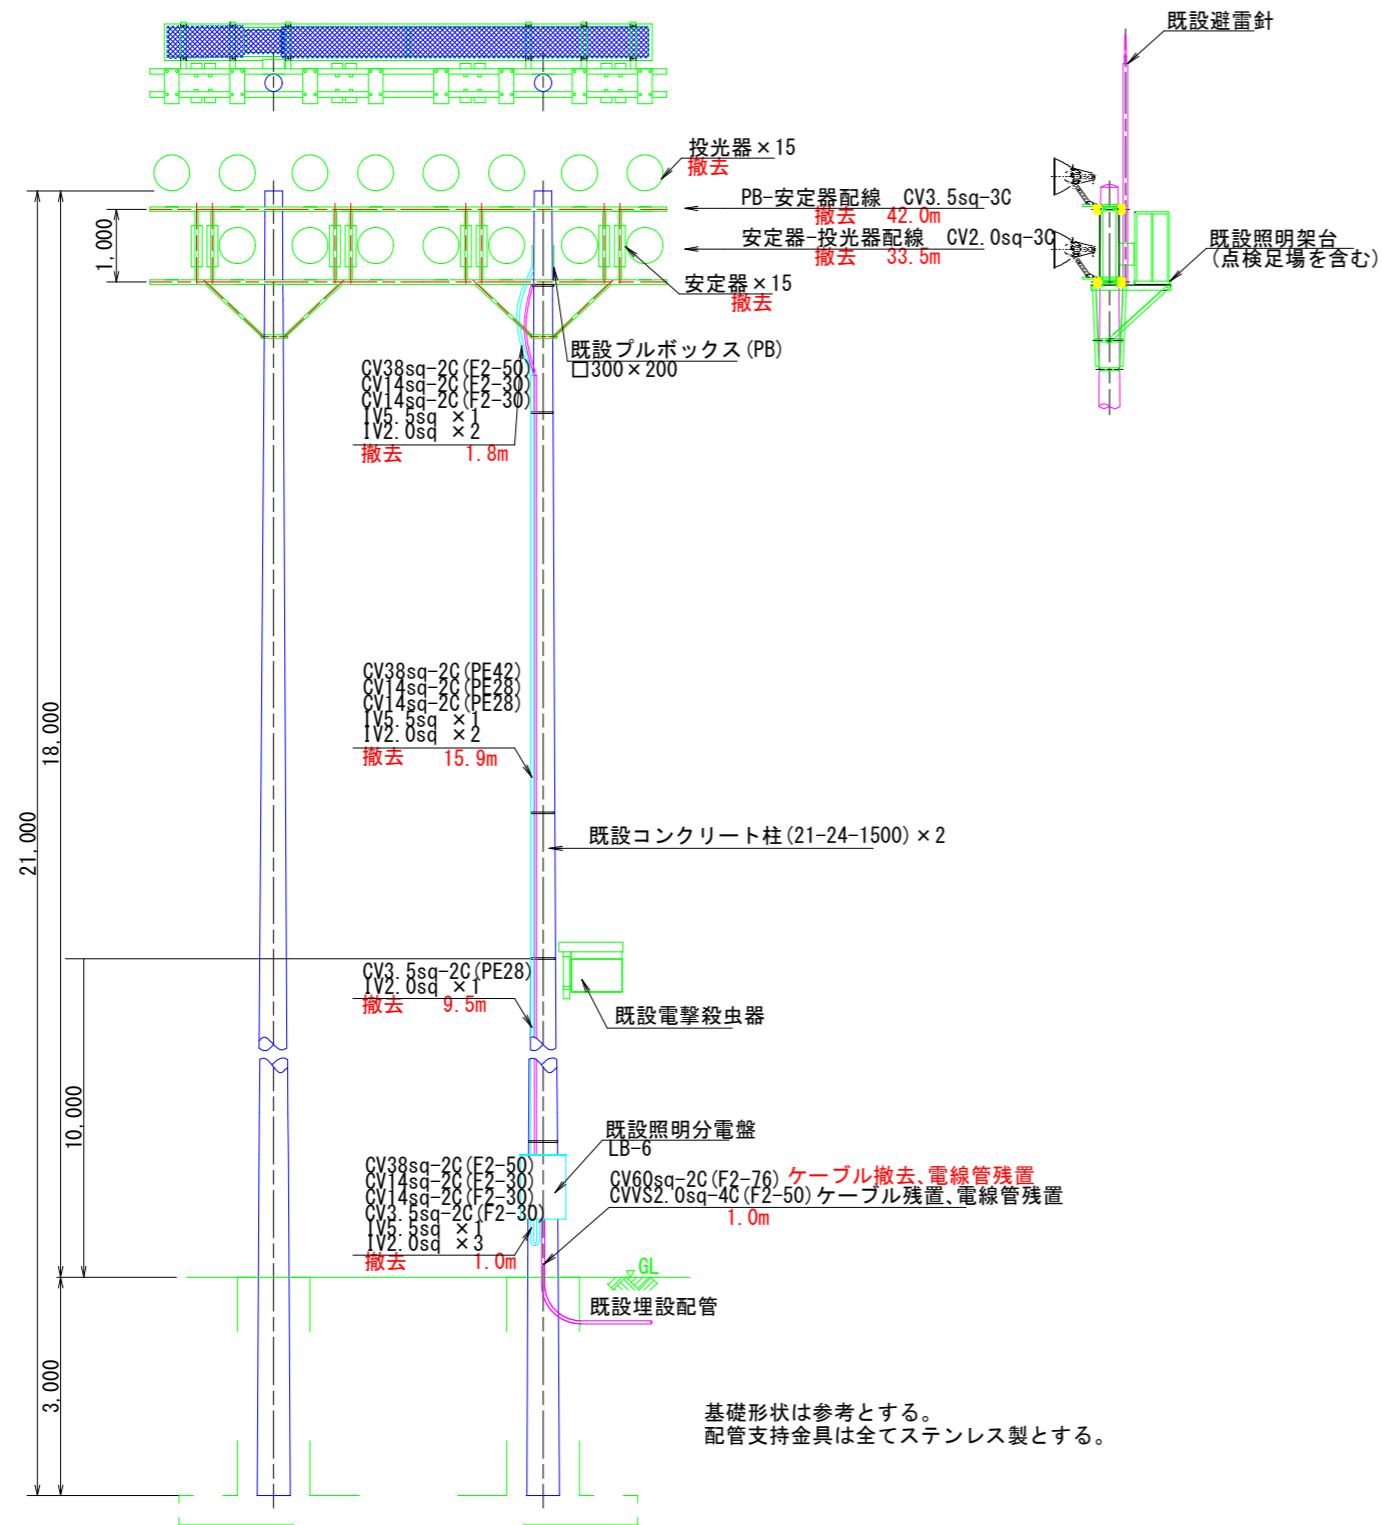 既設避雷針
投光器×15
撤去
PB-安定器配線 CV3.5sq-3C
撤去 42.0m
安定器-投光器配線 CV2.0sq-3C
撤去 33.5m
安定器×15
撤去
既設照明架台
(点検足場を含む)
1,000
既設プルボックス(PB)
□300×200
CV38sq-2C(F2-50)
CV14sq-2C(F2-30)
CV14sq-2C(F2-30)
IV5.5sq ×1
IV2.0sq ×2
撤去 1.8m
CV38sq-2C(PE42)
CV14sq-2C(PE28)
CV14sq-2C(PE28)
IV5.5sq ×1
IV2.0sq ×2
撤去 15.9m
18,000
21,000
既設コンクリート柱(21-24-1500)×2
CV3.5sq-2C(PE28)
IV2.0sq ×1
撤去 9.5m
既設電撃殺虫器
10,000
既設照明分電盤
LB-6
CV38sq-2C(F2-50)
CV14sq-2C(F2-30)
CV14sq-2C(F2-30)
CV3.5sq-2C(F2-30)
IV5.5sq ×1
IV2.0sq ×3
撤去 1.0m
CV60sq-2C(F2-76) ケーブル撤去、電線管残置
CVVS2.0sq-4C(F2-50)ケーブル残置、電線管残置
1.0m
GL
既設埋設配管
3,000
基礎形状は参考とする。
配管支持金具は全てステンレス製とする。